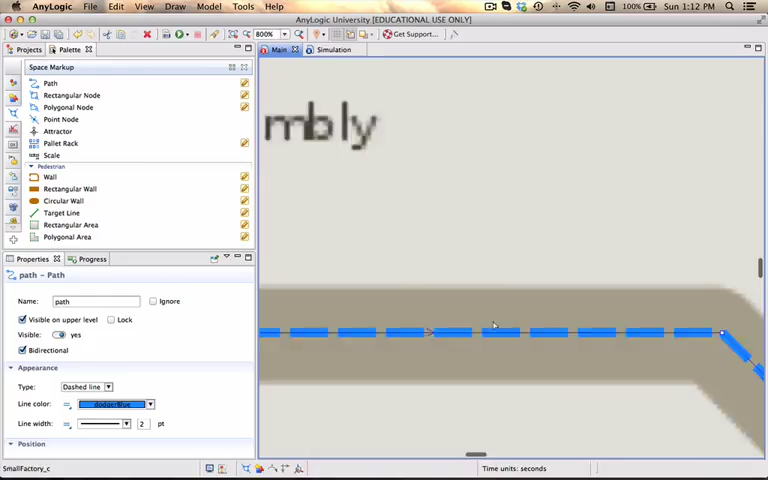 AnyLogic File Edit View Draw Model Tools Help 100% Sun 1:12 PM
AnyLogic University [EDUCATIONAL USE ONLY]
800% Get Support...
Projects Palette Main Simulation
Space Markup
Path
Rectangular Node
Polygonal Node
Point Node
Attractor
Pallet Rack
Scale
Pedestrian
Wall
Rectangular Wall
Circular Wall
Target Line
Rectangular Area
Polygonal Area
mbly
Properties Progress
path - Path
Name: path Ignore
Visible on upper level Lock
Visible: yes
Bidirectional
Appearance
Type: Dashed line
Line color: dodgerBlue
Line width: 2 pt
Position
SmallFactory_c Time units: seconds